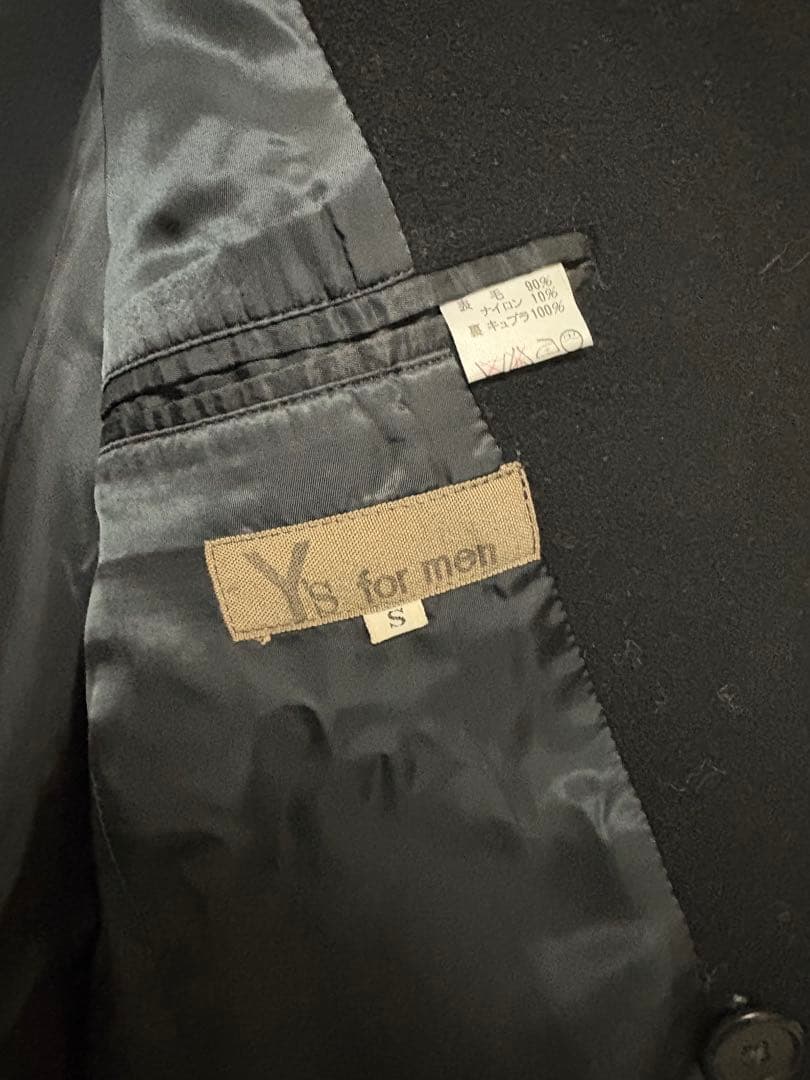 表 毛 90%
ナイロン 10%
裏 キュプラ 100%
Y's for men
S